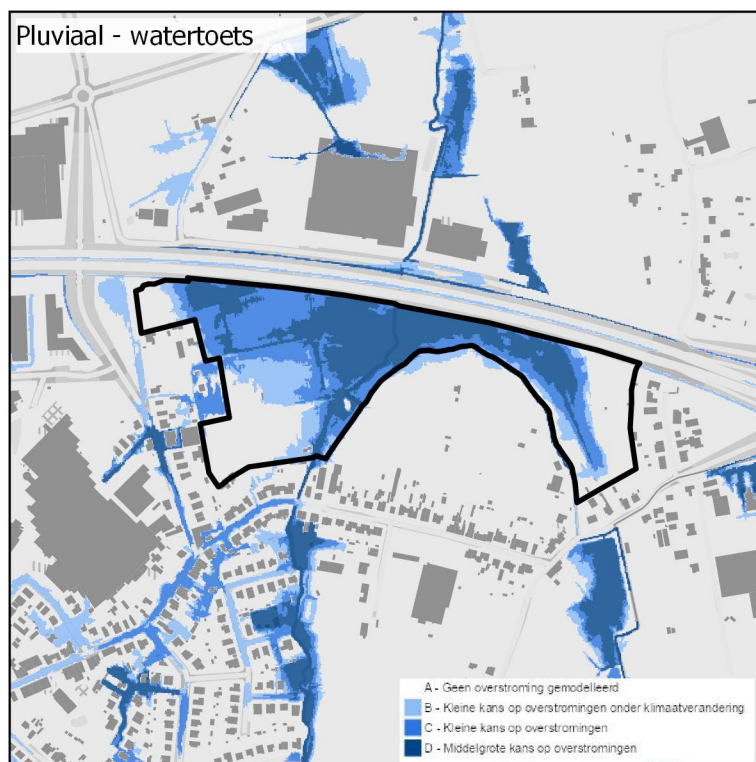 Pluviaal - watertoets
A - Geen overstroming gemodelleerd
B - Kleine kans op overstromingen onder klimaatverandering
C - Kleine kans op overstromingen
D - Middelgrote kans op overstromingen